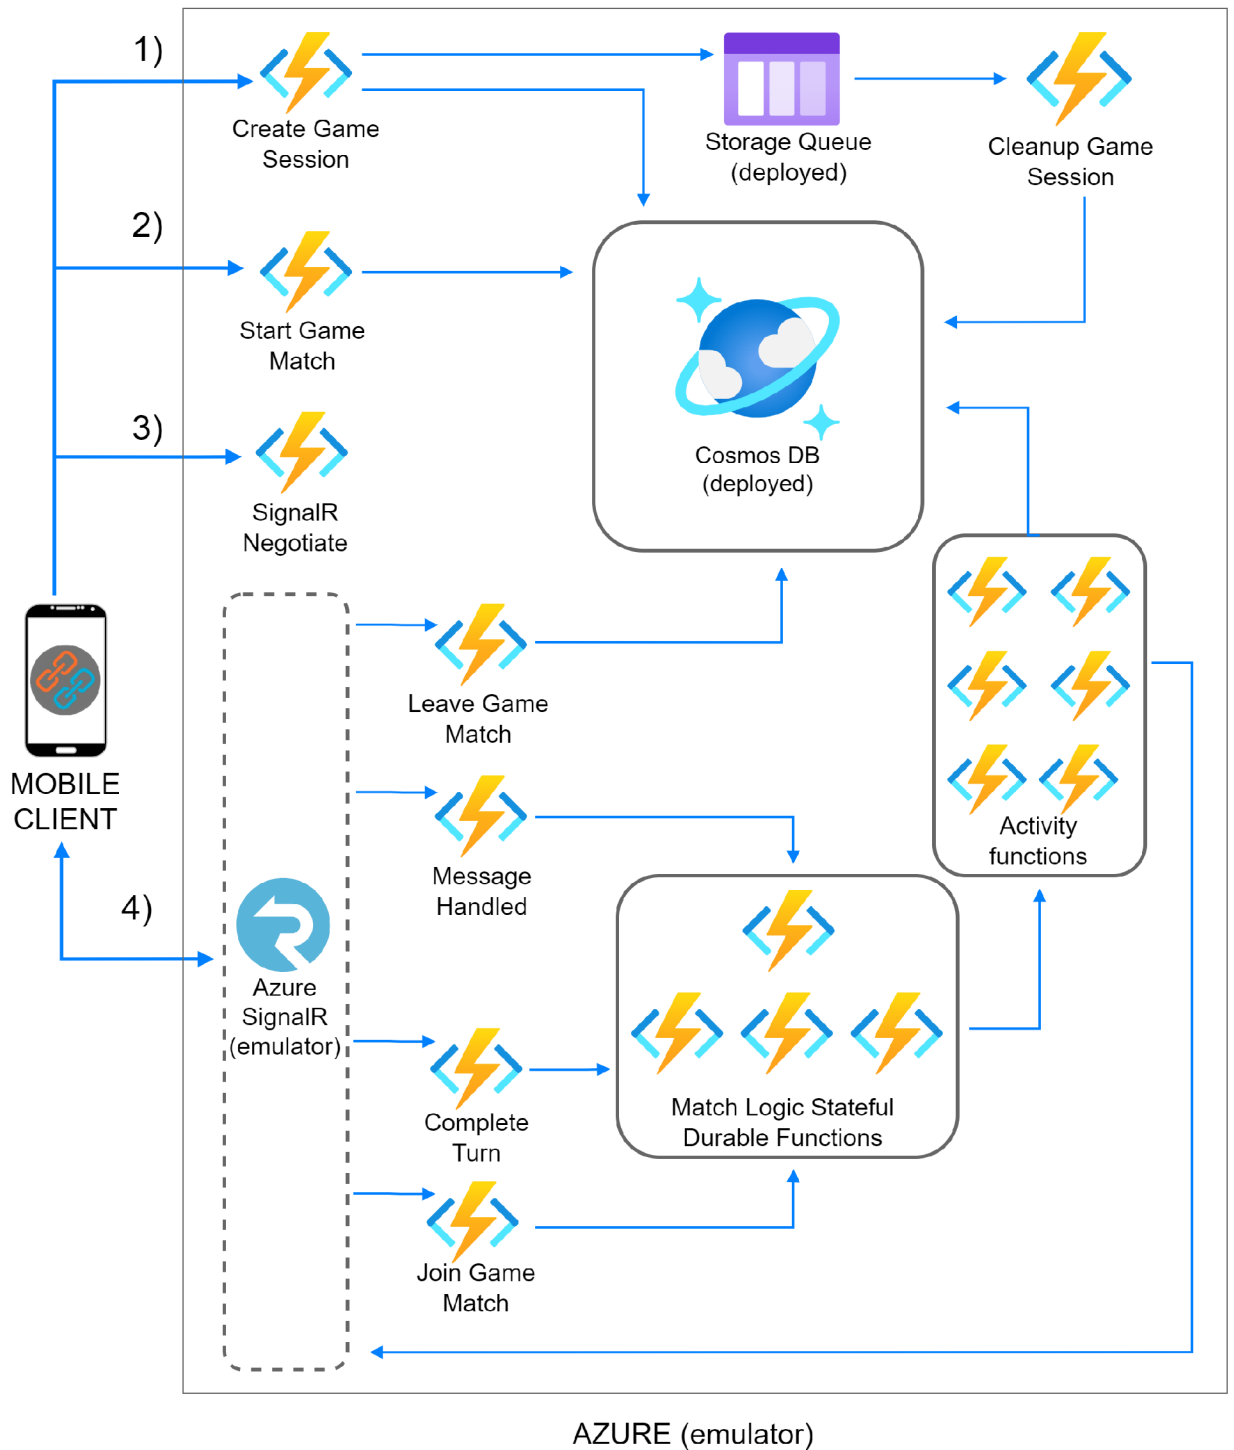 1)
Create Game
Session
Storage Queue
(deployed)
Cleanup Game
Session
2)
Start Game
Match
Cosmos DB
(deployed)
3)
SignalR
Negotiate
Leave Game
Match
MOBILE
CLIENT
Activity
functions
Message
Handled
4)
Azure
SignalR
(emulator)
Match Logic Stateful
Durable Functions
Complete
Turn
Join Game
Match
AZURE (emulator)